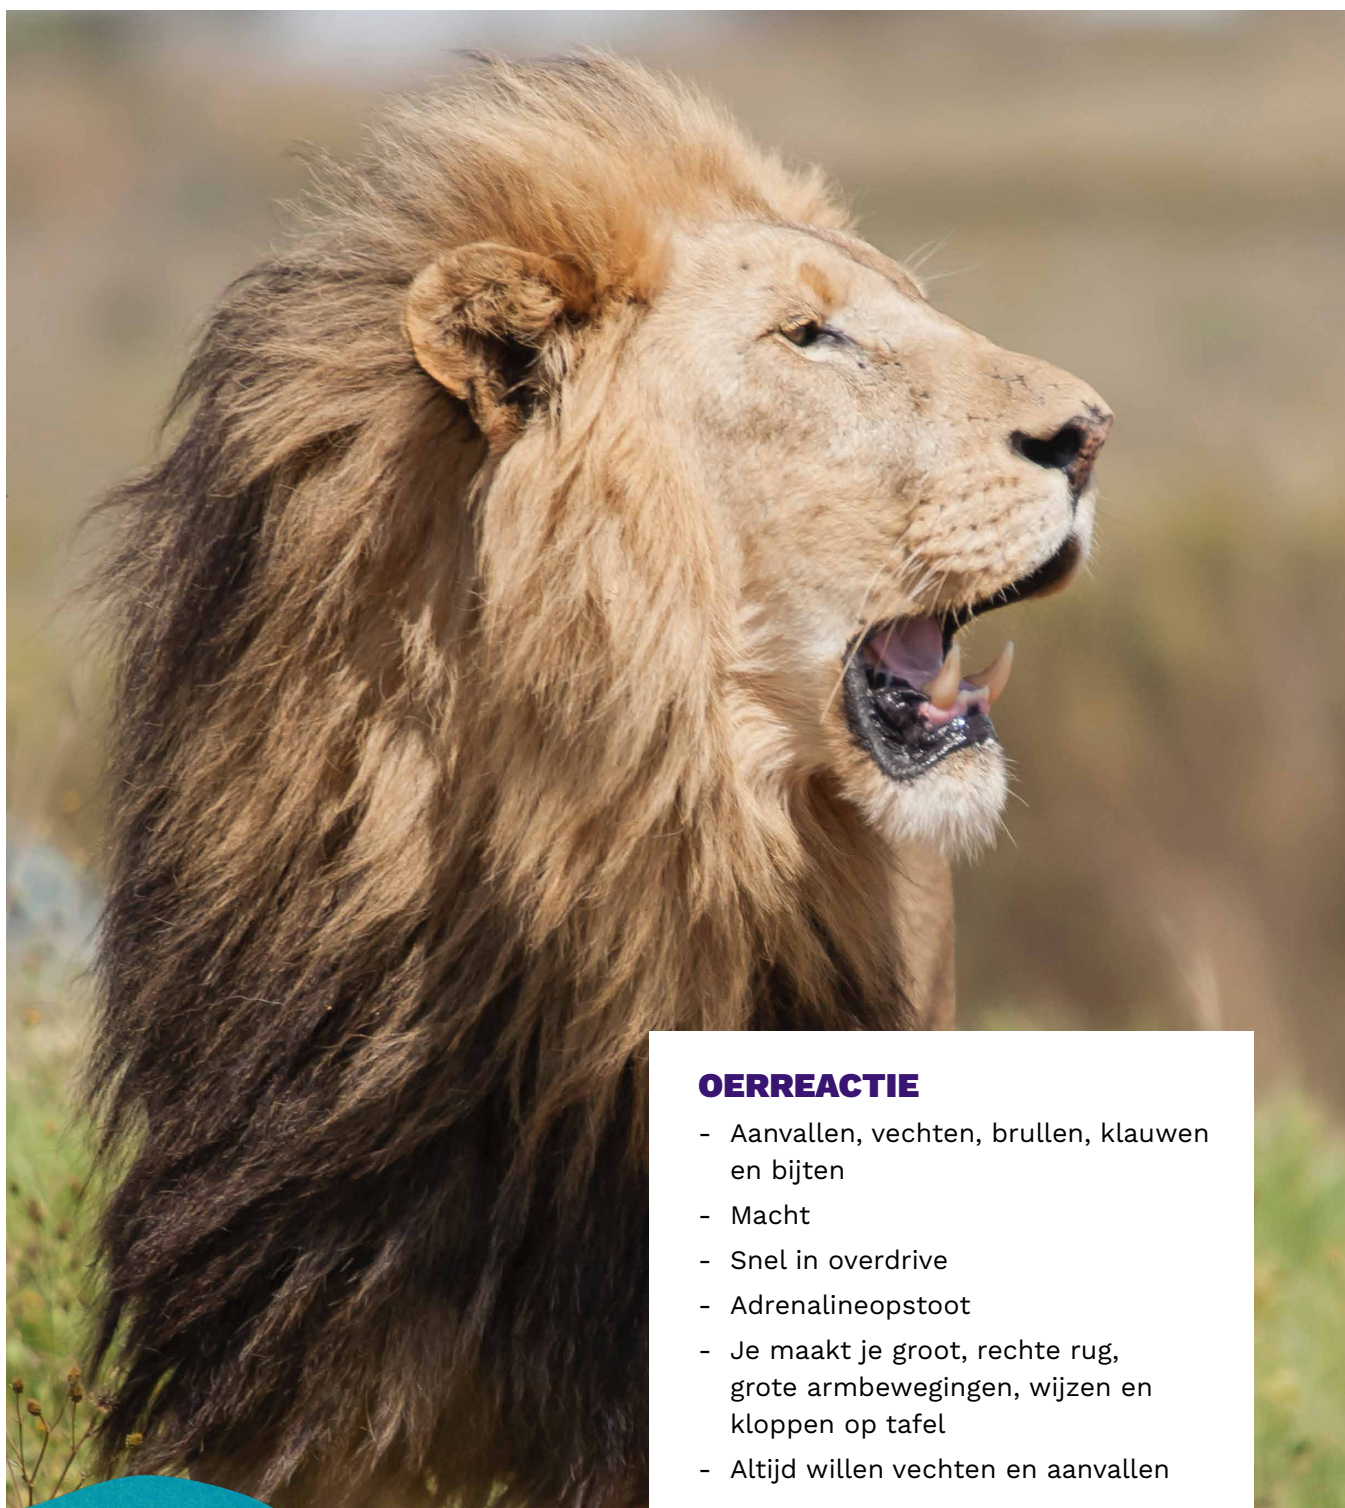 OERREACTIE
- Aanvallen, vechten, brullen, klauwen
en bijten
- Macht
- Snel in overdrive
- Adrenalineopstoot
- Je maakt je groot, rechte rug,
grote armbewegingen, wijzen en
kloppen op tafel
- Altijd willen vechten en aanvallen